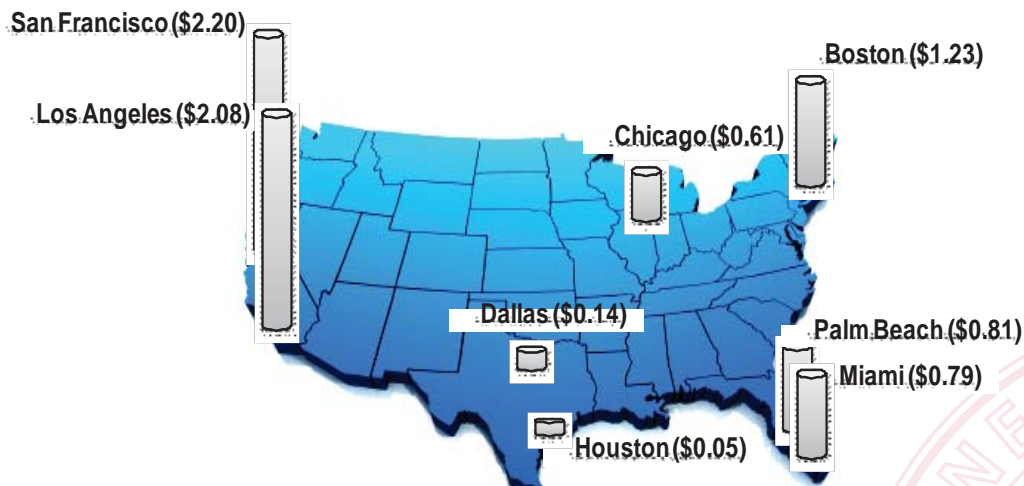 San Francisco ($2.20)
Boston ($1.23)
Los Angeles ($2.08)
Chicago ($0.61)
Dallas ($0.14)
Palm Beach ($0.81)
Miami ($0.79)
Houston ($0.05)
NE